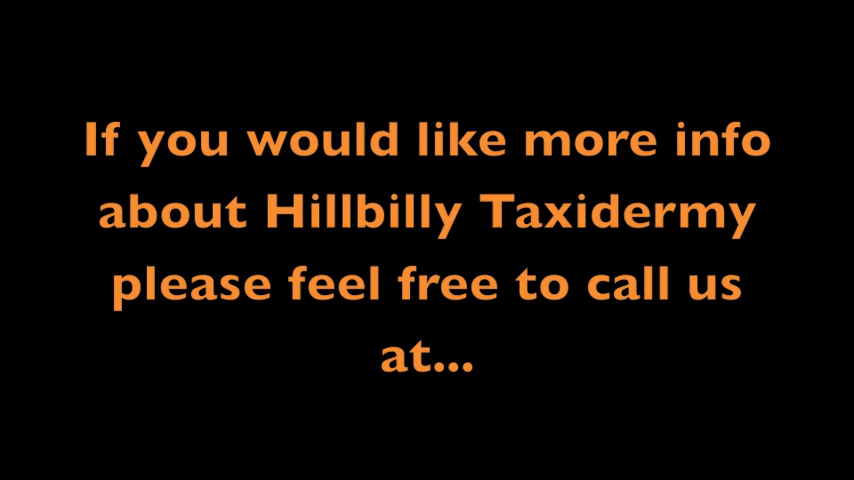 If you would like more info
about Hillbilly Taxidermy
please feel free to call us
at...